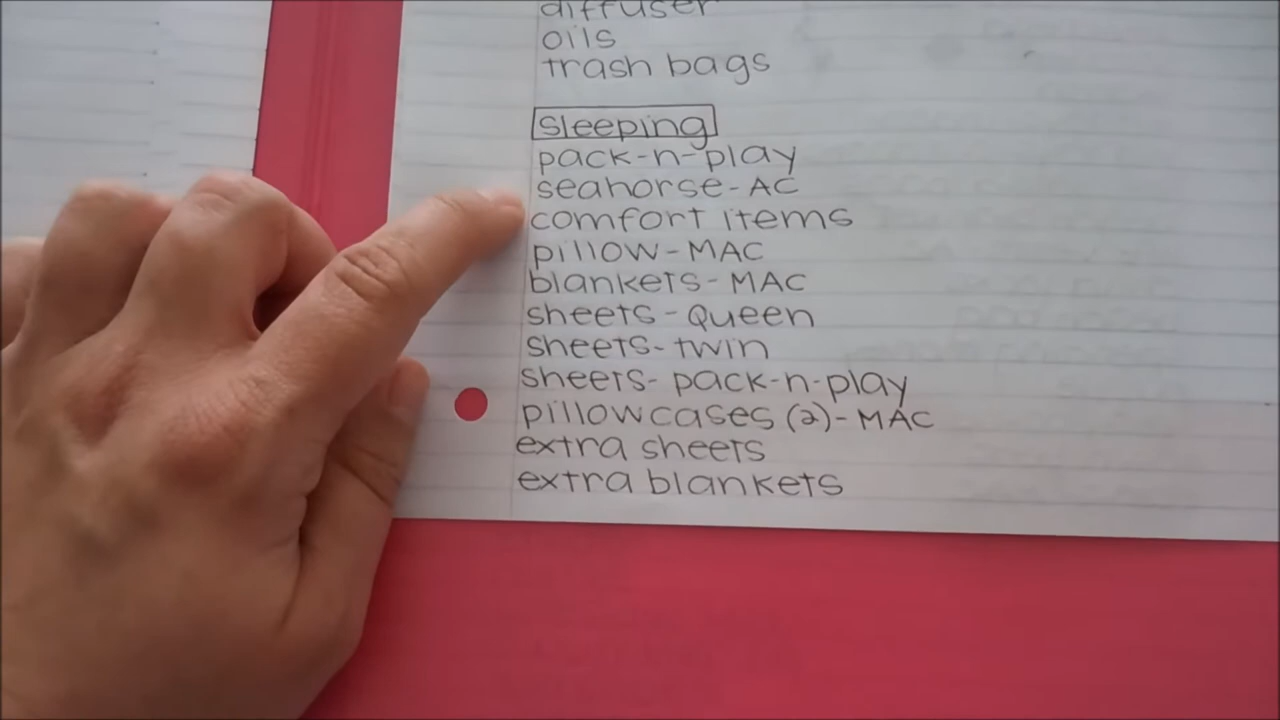 diffuser
oils
trash bags
sleeping
pack-n-play
seahorse-AC
comfort items
pillow-MAC
blankets-MAC
sheets-Queen
sheets-twin
sheets-pack-n-play
pillowcases (2)-MAC
extra sheets
extra blankets